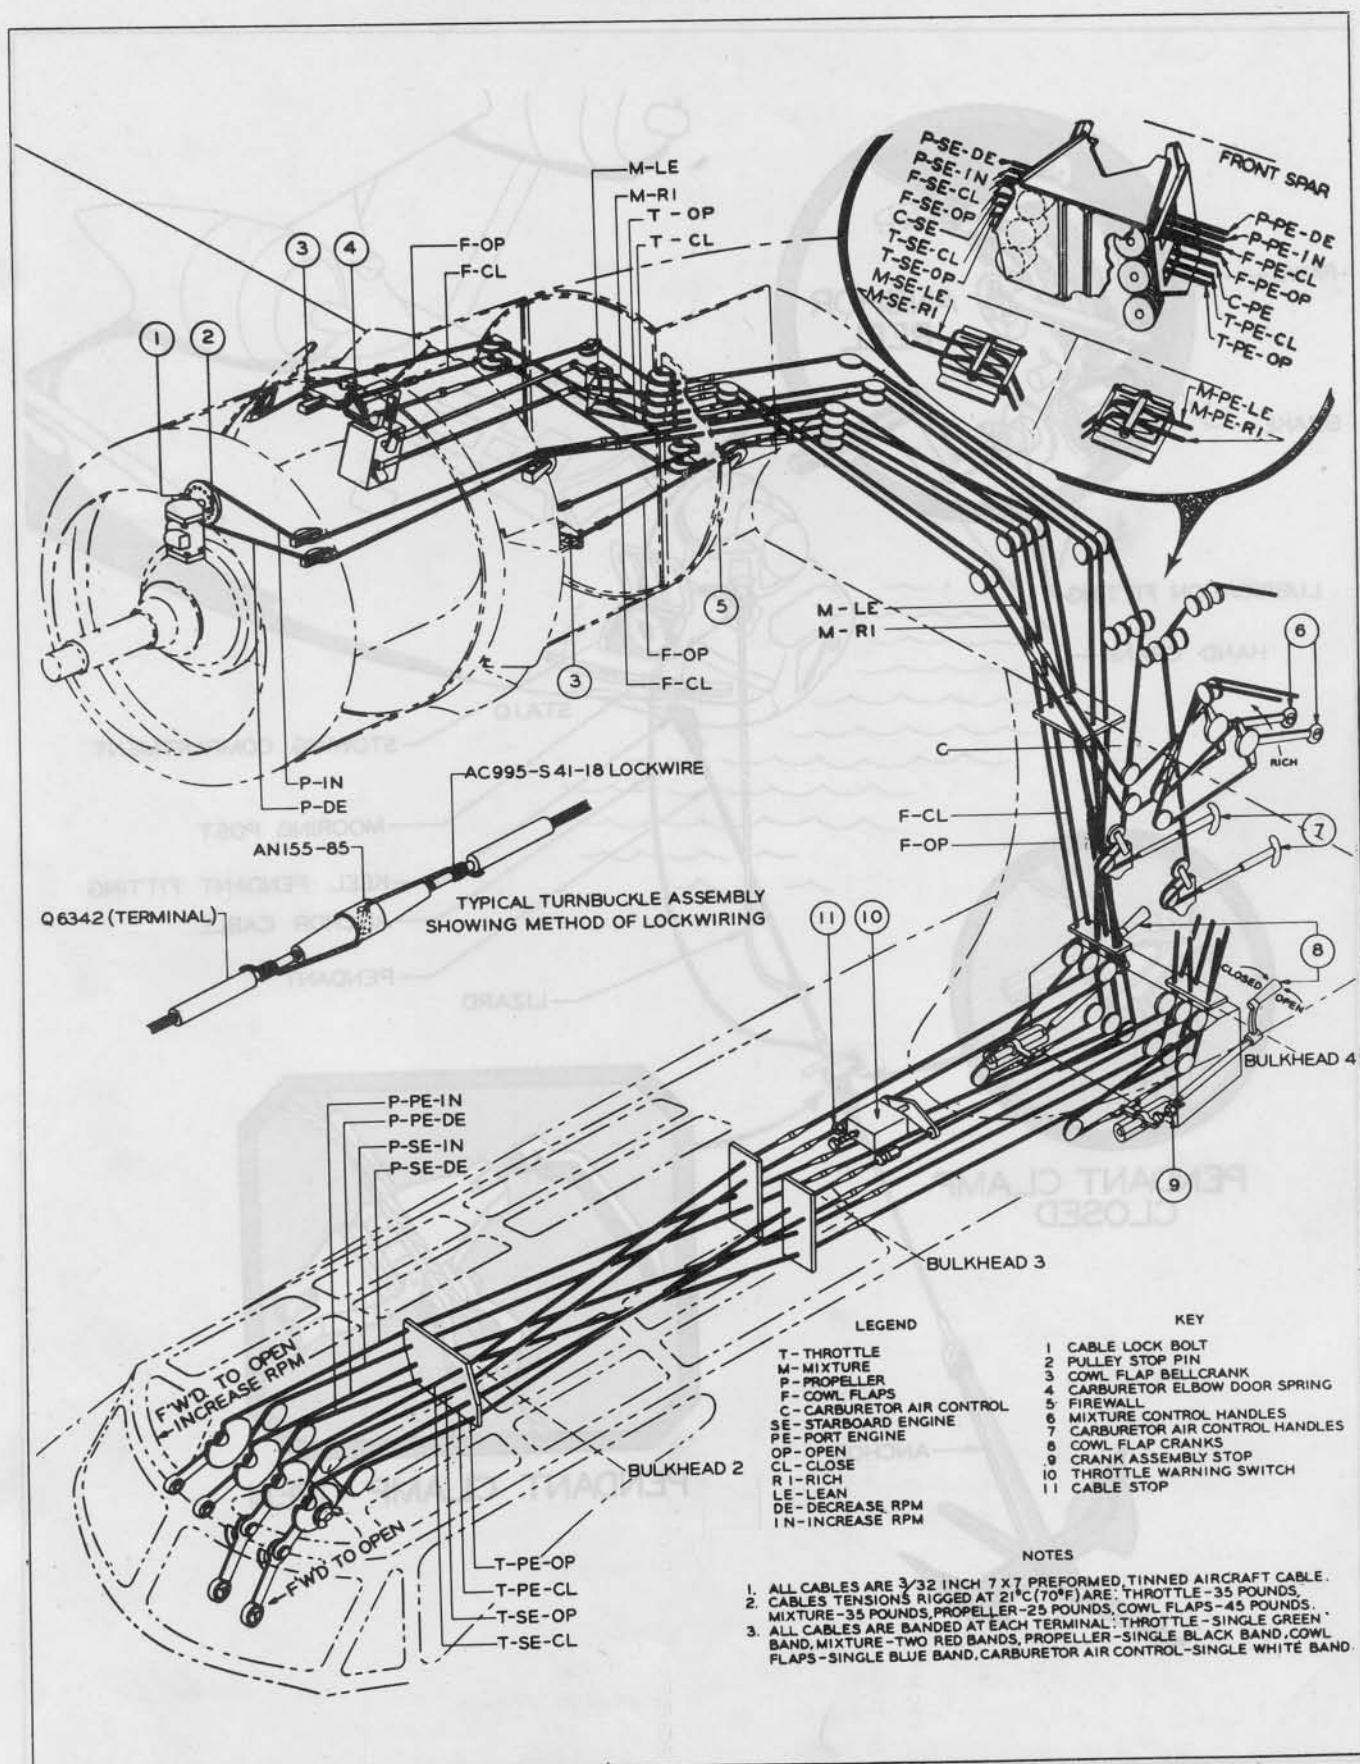 P-SE-DE
P-SE-IN
F-SE-CL
F-SE-OP
C-SE
T-SE-CL
T-SE-OP
M-SE-LE
M-SE-RI
FRONT SPAR
P-PE-DE
P-PE-IN
F-PE-CL
F-PE-OP
C-PE
T-PE-CL
T-PE-OP
M-PE-LE
M-PE-RI
M-LE
M-RI
T-OP
T-CL
F-OP
F-CL
3
4
1
2
5
3
F-OP
F-CL
M-LE
M-RI
6
RICH
C
P-IN
P-DE
F-CL
F-OP
7
AC995-S41-18 LOCKWIRE
AN155-85
Q6342 (TERMINAL)
TYPICAL TURNBUCKLE ASSEMBLY
SHOWING METHOD OF LOCKWIRING
11
10
8
CLOSED
OPEN
BULKHEAD 4
9
P-PE-IN
P-PE-DE
P-SE-IN
P-SE-DE
BULKHEAD 3
F'W'D. TO OPEN
INCREASE RPM
F'W'D' TO OPEN
BULKHEAD 2
T-PE-OP
T-PE-CL
T-SE-OP
T-SE-CL
LEGEND
T-THROTTLE
M-MIXTURE
P-PROPELLER
F-COWL FLAPS
C-CARBURETOR AIR CONTROL
SE-STARBOARD ENGINE
PE-PORT ENGINE
OP-OPEN
CL-CLOSE
RI-RICH
LE-LEAN
DE-DECREASE RPM
IN-INCREASE RPM
KEY
1 CABLE LOCK BOLT
2 PULLEY STOP PIN
3 COWL FLAP BELLCRANK
4 CARBURETOR ELBOW DOOR SPRING
5 FIREWALL
6 MIXTURE CONTROL HANDLES
7 CARBURETOR AIR CONTROL HANDLES
8 COWL FLAP CRANKS
9 CRANK ASSEMBLY STOP
10 THROTTLE WARNING SWITCH
11 CABLE STOP
NOTES
1. ALL CABLES ARE 3/32 INCH 7 X 7 PREFORMED, TINNED AIRCRAFT CABLE.
2. CABLES TENSIONS RIGGED AT 21°C (70°F) ARE: THROTTLE-35 POUNDS,
MIXTURE-35 POUNDS, PROPELLER-25 POUNDS, COWL FLAPS-45 POUNDS.
3. ALL CABLES ARE BANDED AT EACH TERMINAL: THROTTLE-SINGLE GREEN
BAND, MIXTURE-TWO RED BANDS, PROPELLER-SINGLE BLACK BAND, COWL
FLAPS-SINGLE BLUE BAND, CARBURETOR AIR CONTROL-SINGLE WHITE BAND.